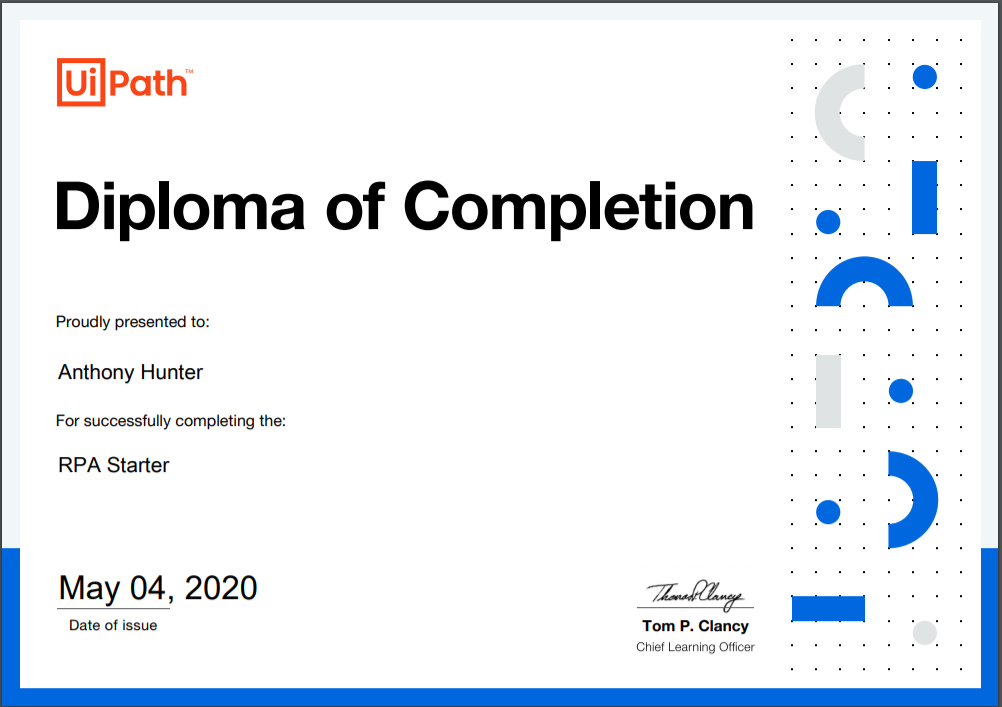 UiPath™
Diploma of Completion
Proudly presented to:
Anthony Hunter
For successfully completing the:
RPA Starter
May 04, 2020
Date of issue
Thomas P Clancy
Tom P. Clancy
Chief Learning Officer